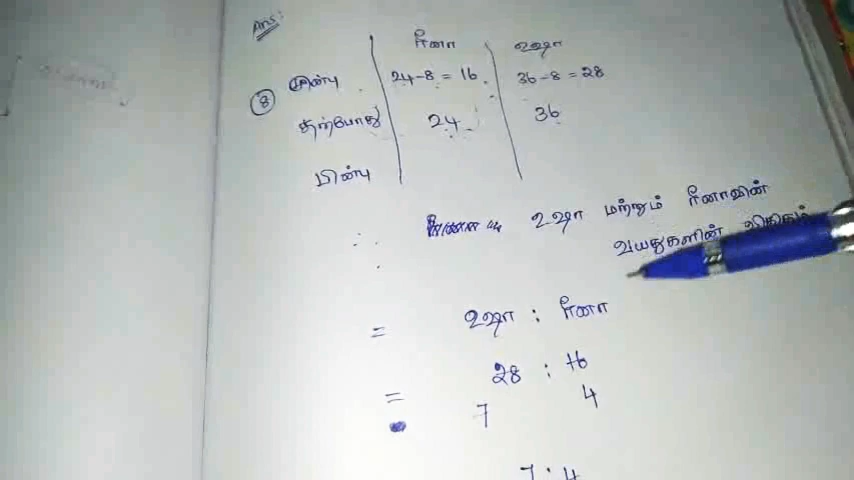 Ans:
ரீனா உஷா
முன்பு 24-8 = 16 36-8 = 28
8 தற்போது 24 36
பின்பு
∴ உஷா மற்றும் ரீனாவின்
வயதுகளின்
= உஷா : ரீனா
= 28 : 16
7 4
7 : 4